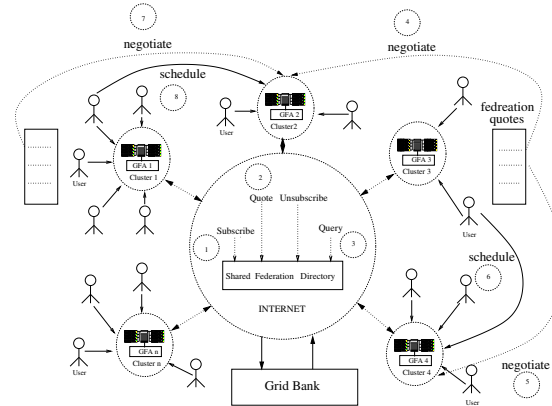 7
negotiate
4
negotiate
schedule
8
GFA 2
Cluster2
User
fedreation
quotes
GFA 1
Cluster 1
User
GFA 3
Cluster 3
User
2
Quote Unsubscribe
Subscribe
Query
1
3
Shared Federation Directory
INTERNET
schedule
6
GFA n
Cluster n
User
GFA 4
Cluster 4
User
negotiate
5
Grid Bank